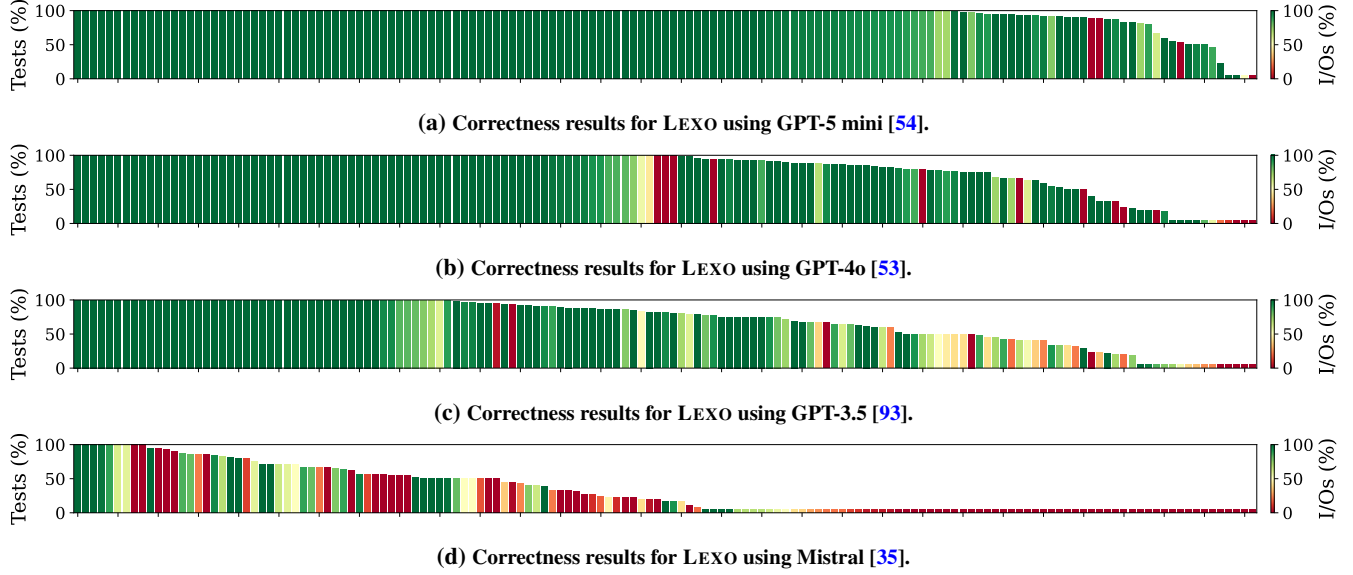 100
50
0
Tests (%)
100
50
0
I/Os (%)
(a) Correctness results for LEXO using GPT-5 mini [54].
100
50
0
Tests (%)
100
50
0
I/Os (%)
(b) Correctness results for LEXO using GPT-4o [53].
100
50
0
Tests (%)
100
50
0
I/Os (%)
(c) Correctness results for LEXO using GPT-3.5 [93].
100
50
0
Tests (%)
100
50
0
I/Os (%)
(d) Correctness results for LEXO using Mistral [35].